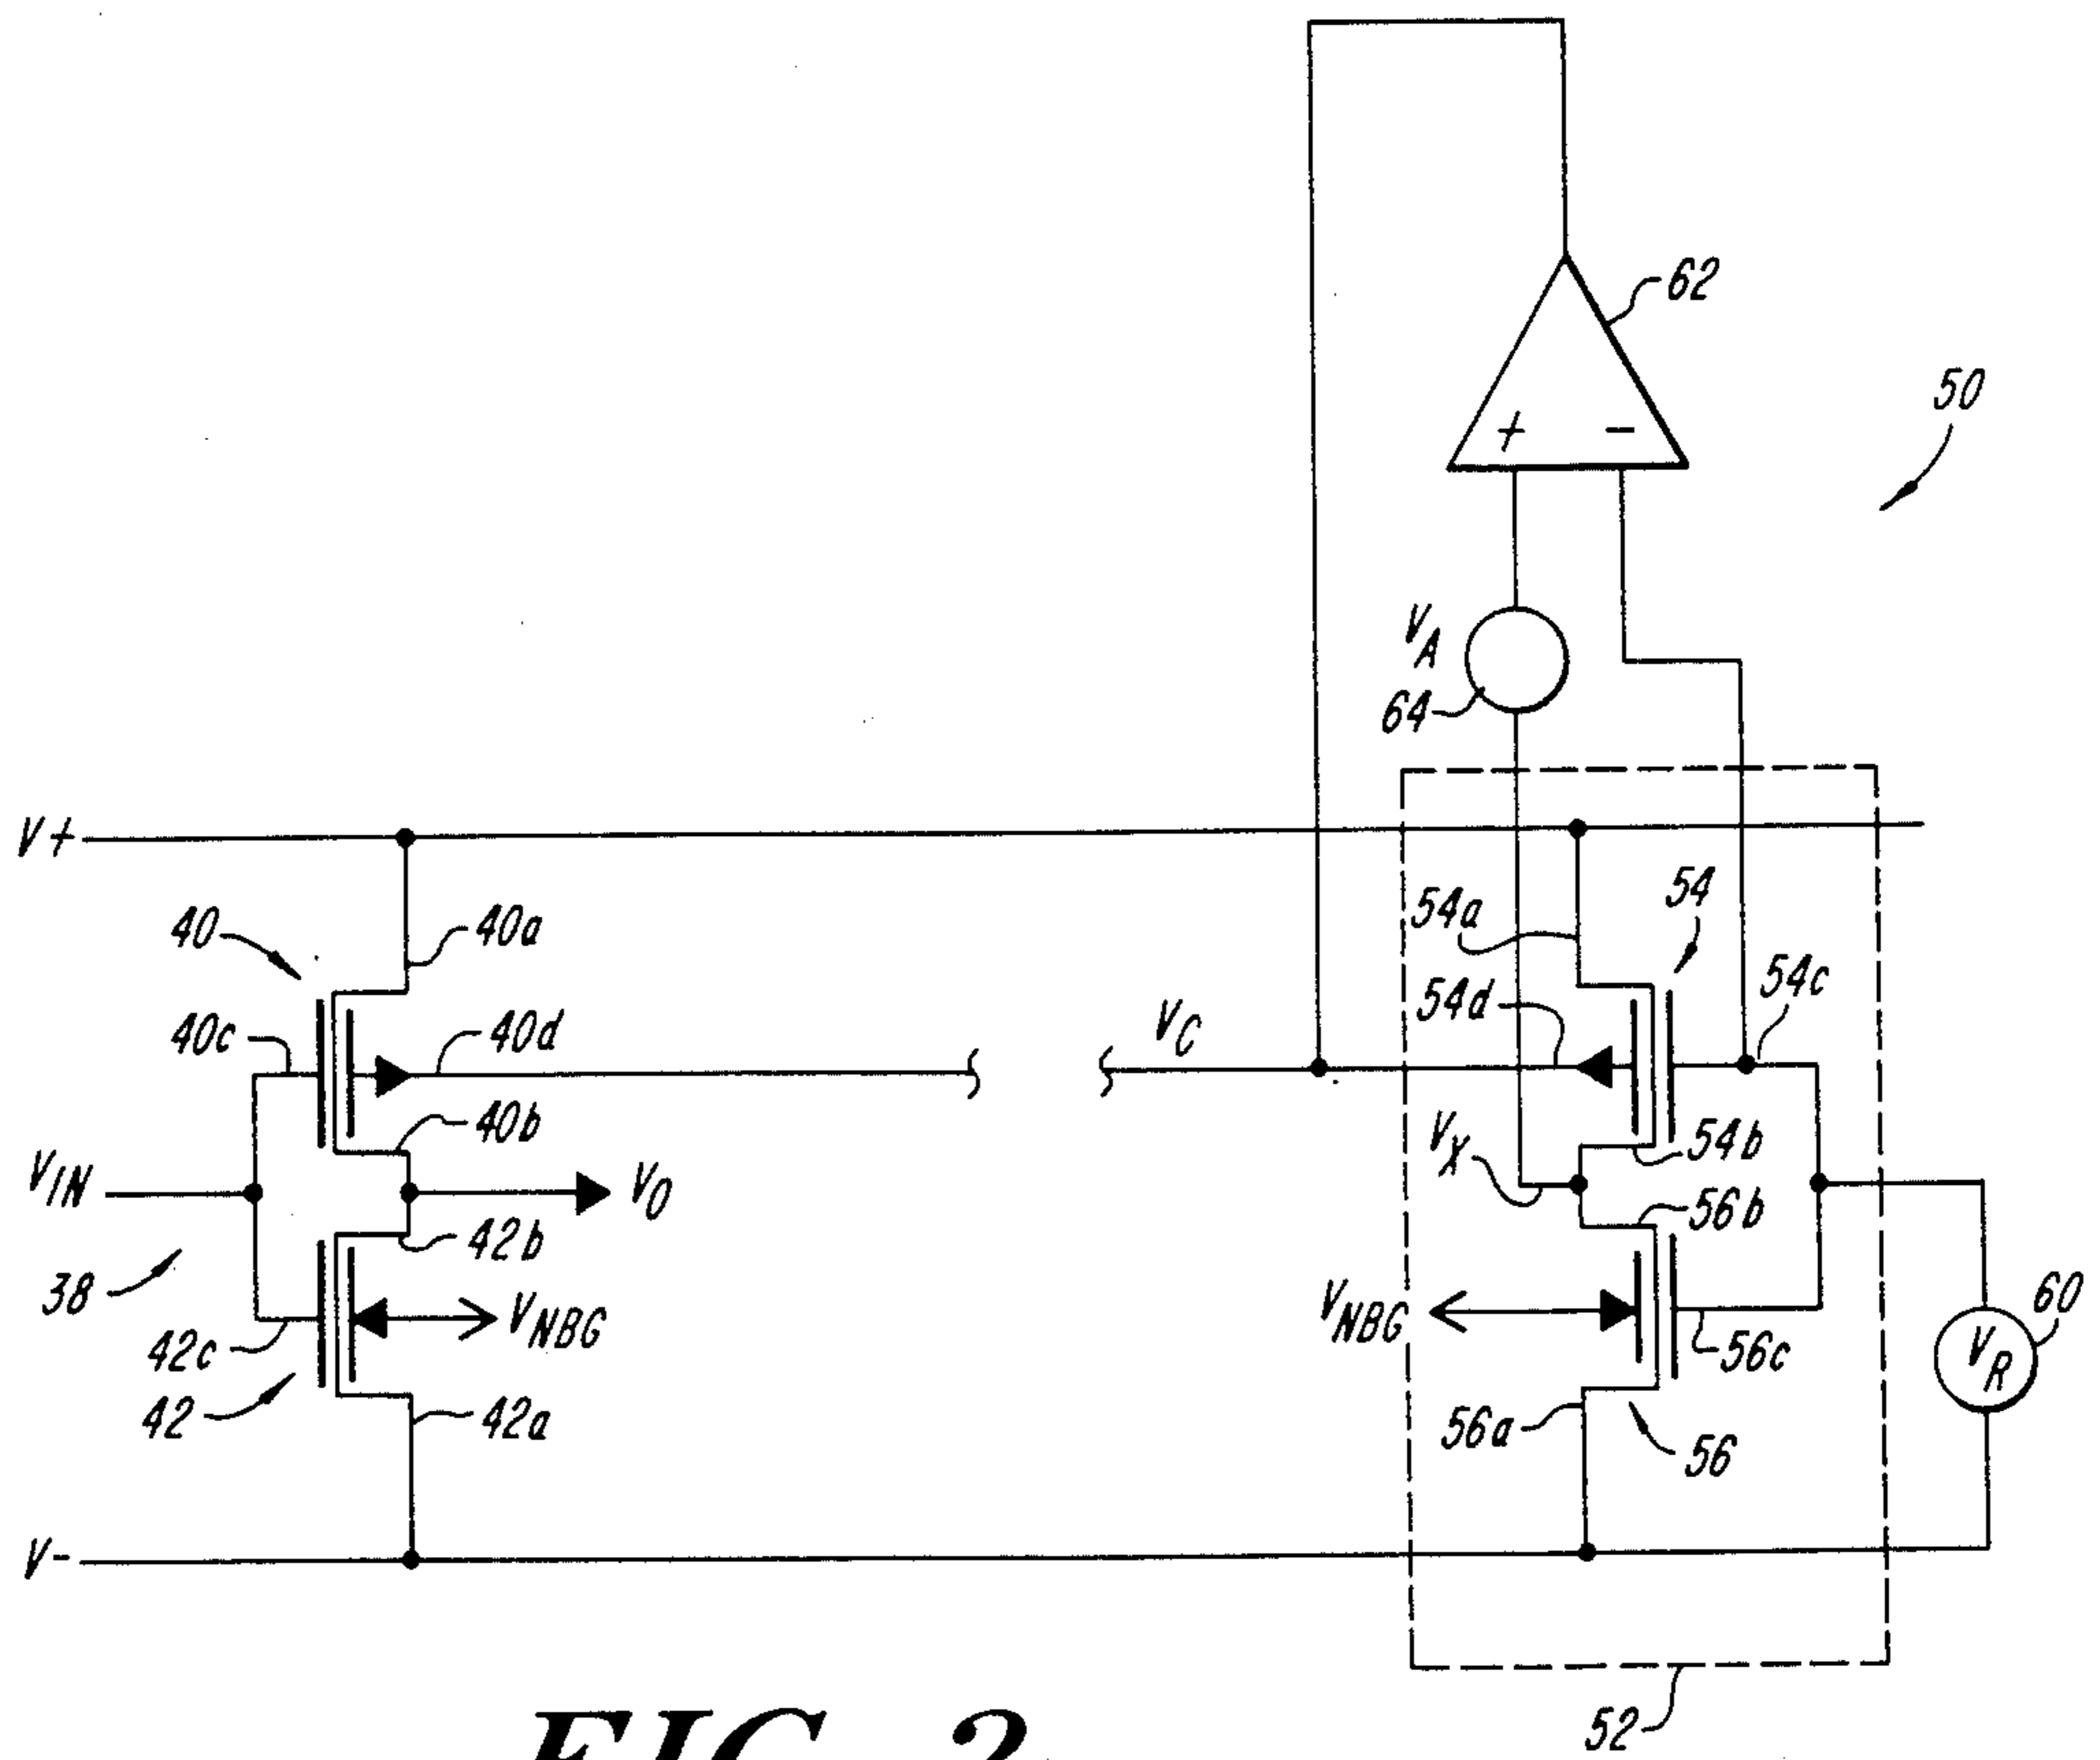 62
+ -
50
V_A
64
V+
54
54a
40
40a
54c
54d
V_C
40c
40d
40b
V_X
54b
V_IN
V_O
56b
42b
38
V_NBG
V_NBG
60
V_R
42c
56c
42
42a
56a
56
V-
52
FIG. 2